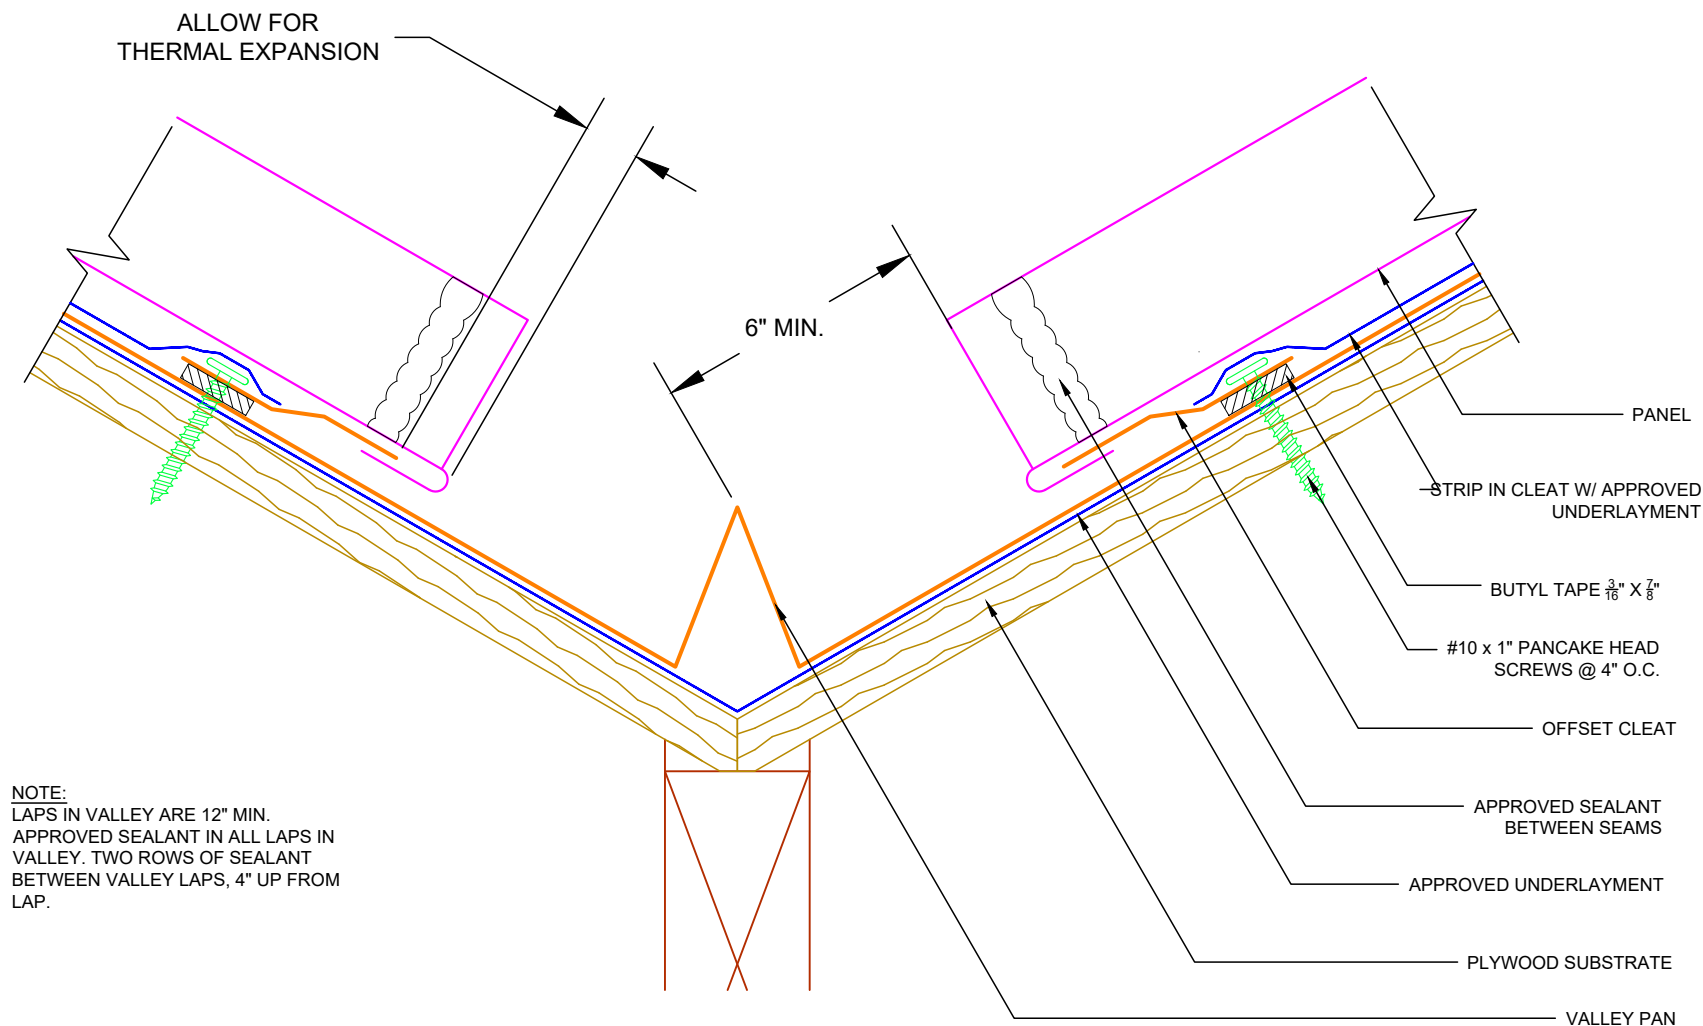 ALLOW FOR
THERMAL EXPANSION
6" MIN.
PANEL
STRIP IN CLEAT W/ APPROVED
UNDERLAYMENT
BUTYL TAPE 3/16" X 7/8"
#10 x 1" PANCAKE HEAD
SCREWS @ 4" O.C.
OFFSET CLEAT
APPROVED SEALANT
BETWEEN SEAMS
APPROVED UNDERLAYMENT
PLYWOOD SUBSTRATE
VALLEY PAN
NOTE:
LAPS IN VALLEY ARE 12" MIN.
APPROVED SEALANT IN ALL LAPS IN
VALLEY. TWO ROWS OF SEALANT
BETWEEN VALLEY LAPS, 4" UP FROM
LAP.